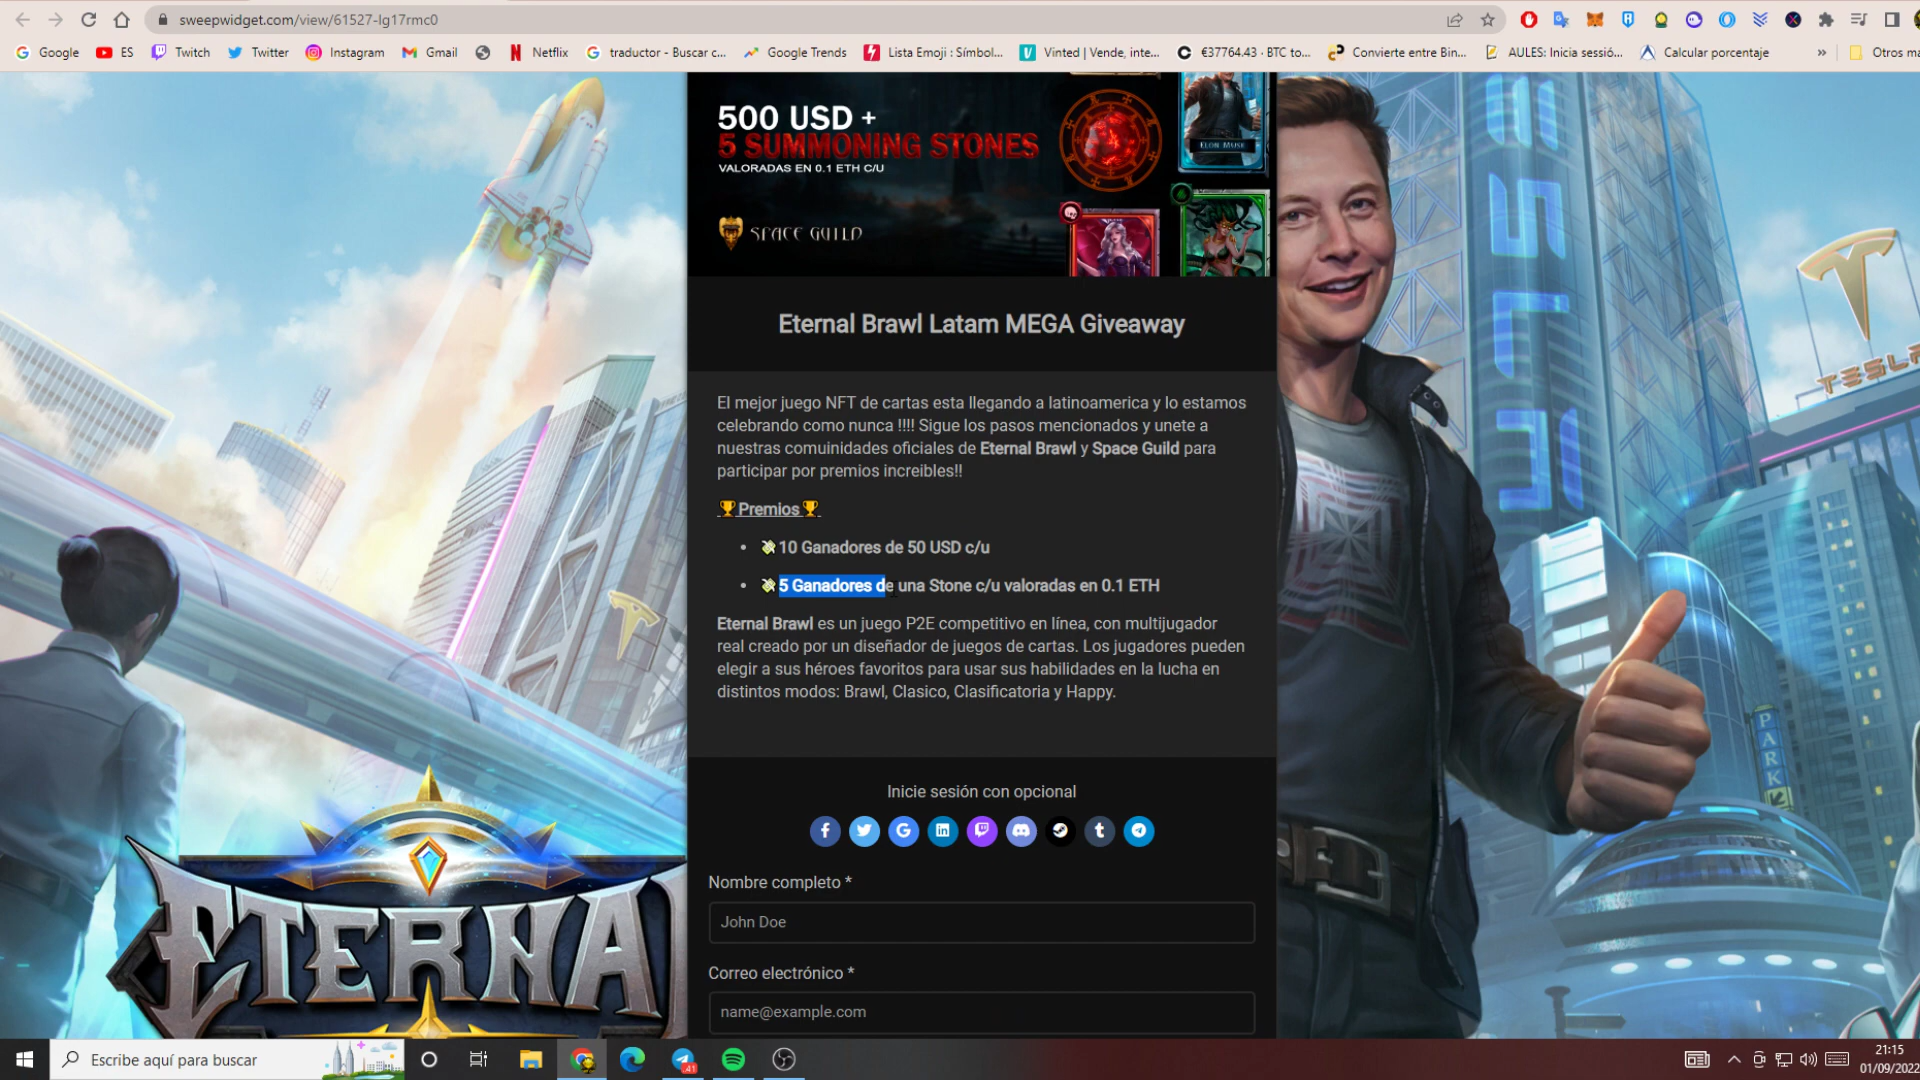 sweepwidget.com/view/61527-lg17rmc0
Google
ES
Twitch
Twitter
Instagram
Gmail
Netflix
traductor - Buscar c...
Google Trends
Lista Emoji : Símbol...
Vinted | Vende, inte...
€37764.43 · BTC to...
Convierte entre Bin...
AULES: Inicia sessió...
Calcular porcentaje
»
Otros ma
500 USD +
5 SUMMONING STONES
VALORADAS EN 0.1 ETH C/U
SPACE GUILD
ELON MUSK
Eternal Brawl Latam MEGA Giveaway
El mejor juego NFT de cartas esta llegando a latinoamerica y lo estamos
celebrando como nunca !!!! Sigue los pasos mencionados y unete a
nuestras comuinidades oficiales de Eternal Brawl y Space Guild para
participar por premios increibles!!
🏆Premios🏆
• 💸10 Ganadores de 50 USD c/u
• 💸5 Ganadores de una Stone c/u valoradas en 0.1 ETH
Eternal Brawl es un juego P2E competitivo en línea, con multijugador
real creado por un diseñador de juegos de cartas. Los jugadores pueden
elegir a sus héroes favoritos para usar sus habilidades en la lucha en
distintos modos: Brawl, Clasico, Clasificatoria y Happy.
Inicie sesión con opcional
Nombre completo *
John Doe
Correo electrónico *
name@example.com
ETERNA
TESLA
PARK
Escribe aquí para buscar
41
21:15
01/09/2022